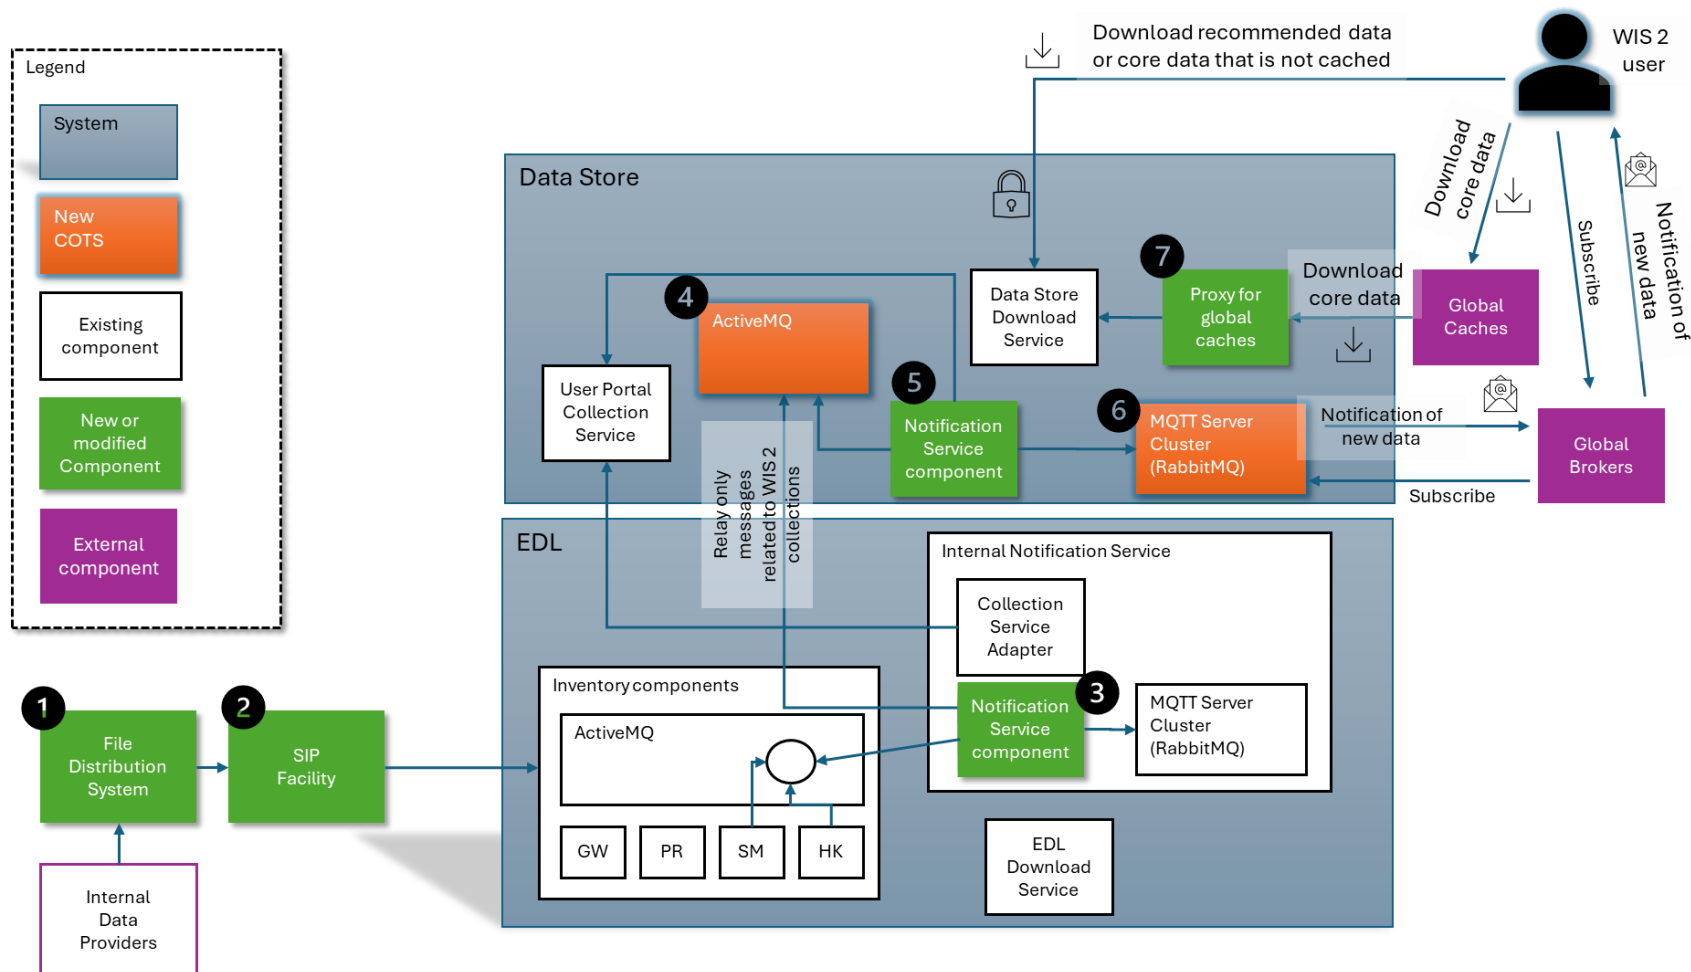 Legend
System
New
COTS
Existing
component
New or
modified
Component
External
component
Download recommended data
or core data that is not cached
WIS 2
user
Download
core data
Subscribe
Notification of
new data
Data Store
4
ActiveMQ
User Portal
Collection
Service
Data Store
Download
Service
7
Proxy for
global
caches
Download
core data
Global
Caches
5
Notification
Service
component
6
MQTT Server
Cluster
(RabbitMQ)
Notification of
new data
Global
Brokers
Subscribe
Relay only
messages
related to WIS 2
collections
EDL
Internal Notification Service
Collection
Service
Adapter
3
Notification
Service
component
MQTT Server
Cluster
(RabbitMQ)
Inventory components
ActiveMQ
GW
PR
SM
HK
EDL
Download
Service
1
File
Distribution
System
2
SIP
Facility
Internal
Data
Providers